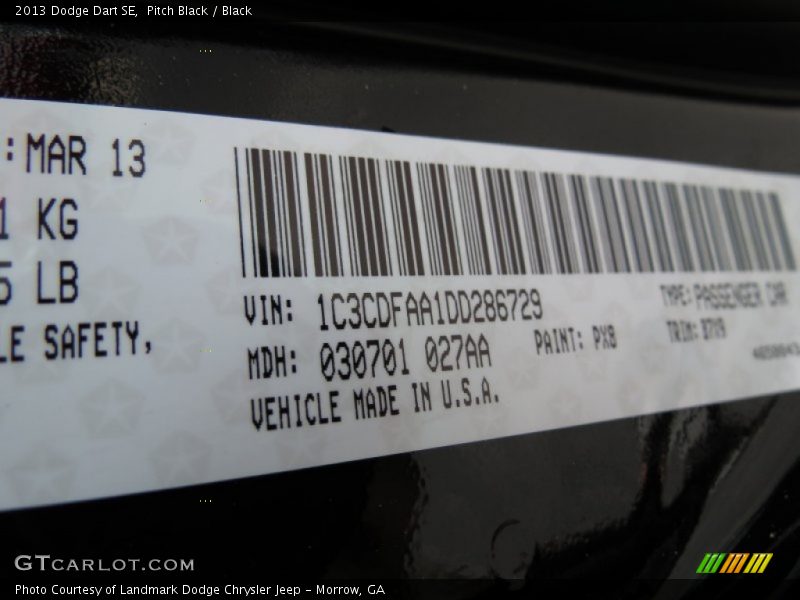 2013 Dodge Dart SE, Pitch Black / Black
: MAR 13
1 KG
5 LB
LE SAFETY,
VIN: 1C3CDFAA1DD286729
TYPE: PASSENGER CAR
MDH: 030701 027AA
PAINT: PX8
TRIM:
VEHICLE MADE IN U.S.A.
GTCARLOT.COM
Photo Courtesy of Landmark Dodge Chrysler Jeep - Morrow, GA